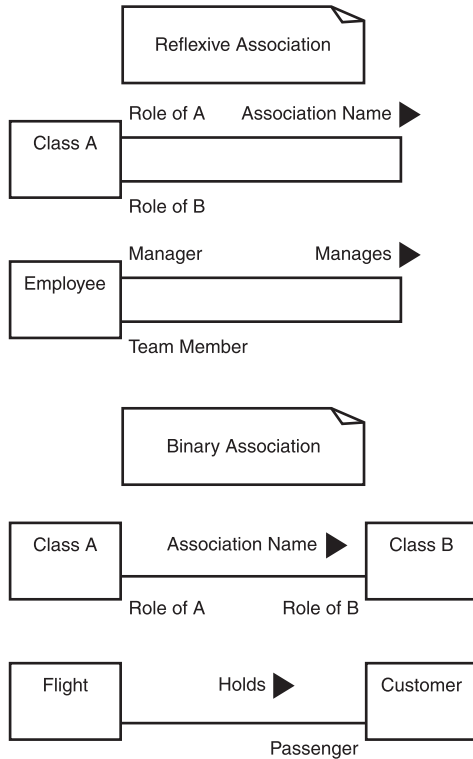 Reflexive Association
Role of A Association Name
Class A
Role of B
Manager Manages
Employee
Team Member
Binary Association
Class A Association Name Class B
Role of A Role of B
Flight Holds Customer
Passenger